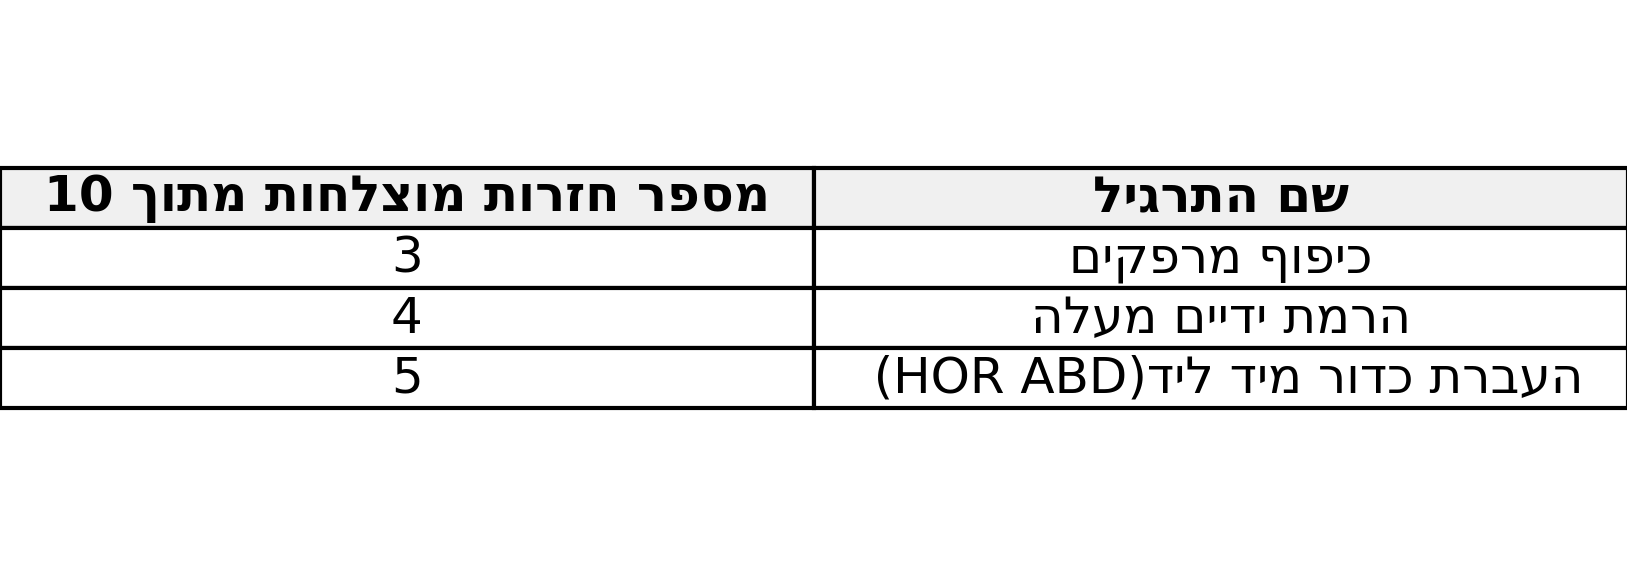 שם התרגיל מספר חזרות מוצלחות מתוך 10
כיפוף מרפקים 3
הרמת ידיים מעלה 4
העברת כדור מיד ליד(HOR ABD) 5